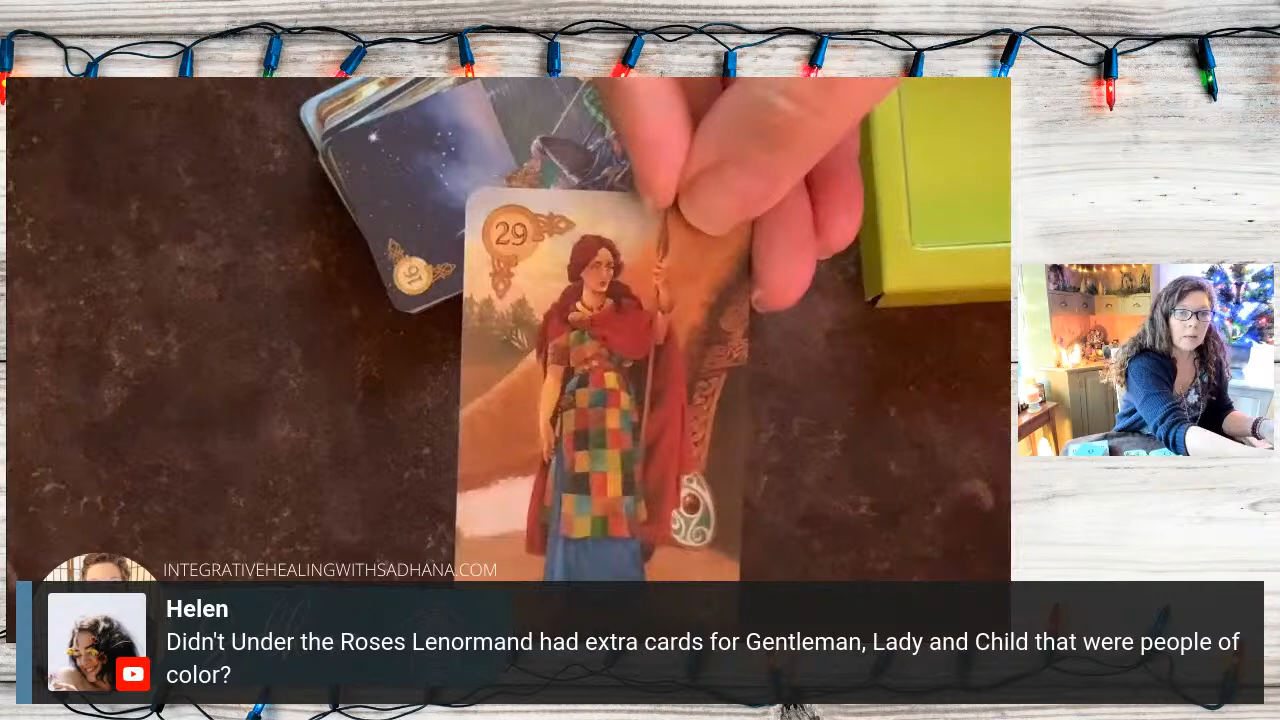 29
16
INTEGRATIVEHEALINGWITHSADHANA.COM
Helen
Didn't Under the Roses Lenormand had extra cards for Gentleman, Lady and Child that were people of
color?